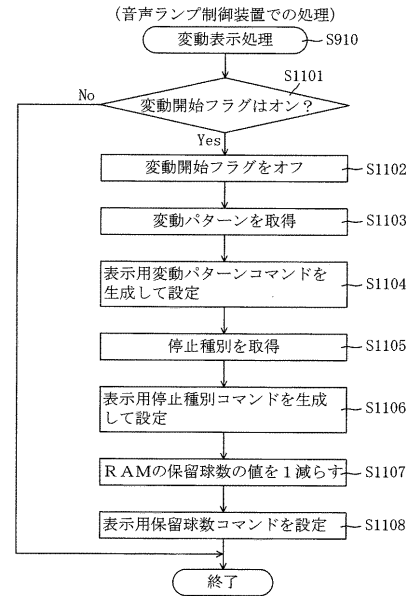 (音声ランプ制御装置での処理)
変動表示処理
S910
S1101
No
変動開始フラグはオン？
Yes
変動開始フラグをオフ
S1102
変動パターンを取得
S1103
表示用変動パターンコマンドを
生成して設定
S1104
停止種別を取得
S1105
表示用停止種別コマンドを生成
して設定
S1106
ＲＡＭの保留球数の値を１減らす
S1107
表示用保留球数コマンドを設定
S1108
終了